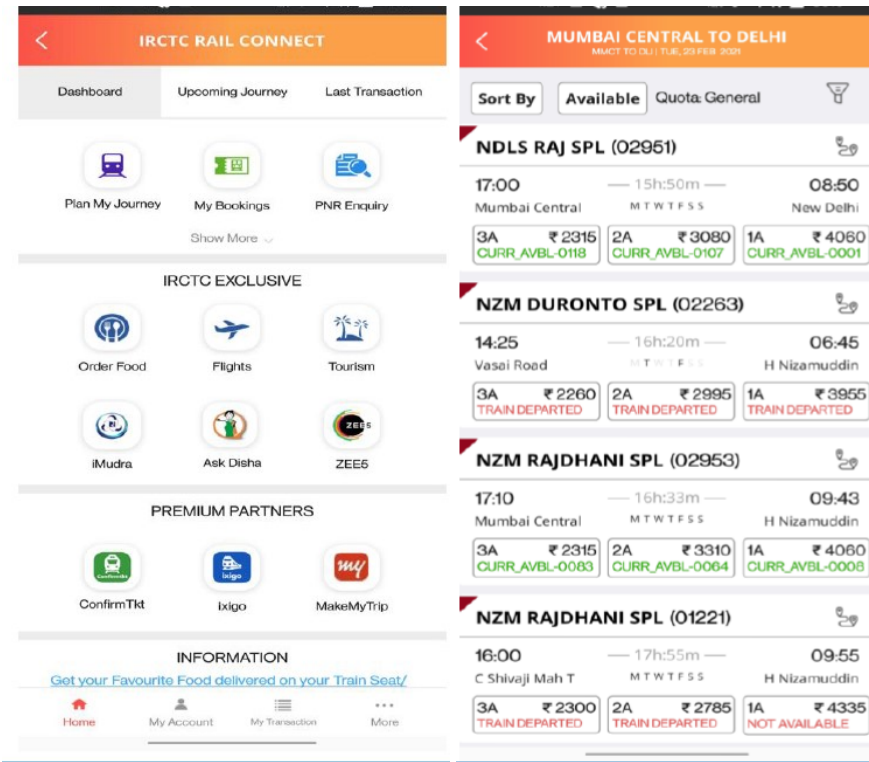 IRCTC RAIL CONNECT
Dashboard Upcoming Journey Last Transaction
Plan My Journey My Bookings PNR Enquiry
Show More
IRCTC EXCLUSIVE
Order Food Flights Tourism
ZEE5
iMudra Ask Disha ZEE5
PREMIUM PARTNERS
ConfirmTkt ixigo my
ConfirmTkt ixigo MakeMyTrip
INFORMATION
Get your Favourite Food delivered on your Train Seat/
Home My Account My Transaction More
MUMBAI CENTRAL TO DELHI
MMCT TO DLI | TUE, 23 FEB 2021
Sort By Available Quota: General
NDLS RAJ SPL (02951)
17:00 15h:50m 08:50
Mumbai Central M T W T F S S New Delhi
3A ₹ 2315 2A ₹ 3080 1A ₹ 4060
CURR_AVBL-0118 CURR_AVBL-0107 CURR_AVBL-0001
NZM DURONTO SPL (02263)
14:25 16h:20m 06:45
Vasai Road M T W T F S S H Nizamuddin
3A ₹ 2260 2A ₹ 2995 1A ₹ 3955
TRAIN DEPARTED TRAIN DEPARTED TRAIN DEPARTED
NZM RAJDHANI SPL (02953)
17:10 16h:33m 09:43
Mumbai Central M T W T F S S H Nizamuddin
3A ₹ 2315 2A ₹ 3310 1A ₹ 4060
CURR_AVBL-0083 CURR_AVBL-0064 CURR_AVBL-0008
NZM RAJDHANI SPL (01221)
16:00 17h:55m 09:55
C Shivaji Mah T M T W T F S S H Nizamuddin
3A ₹ 2300 2A ₹ 2785 1A ₹ 4335
TRAIN DEPARTED TRAIN DEPARTED NOT AVAILABLE